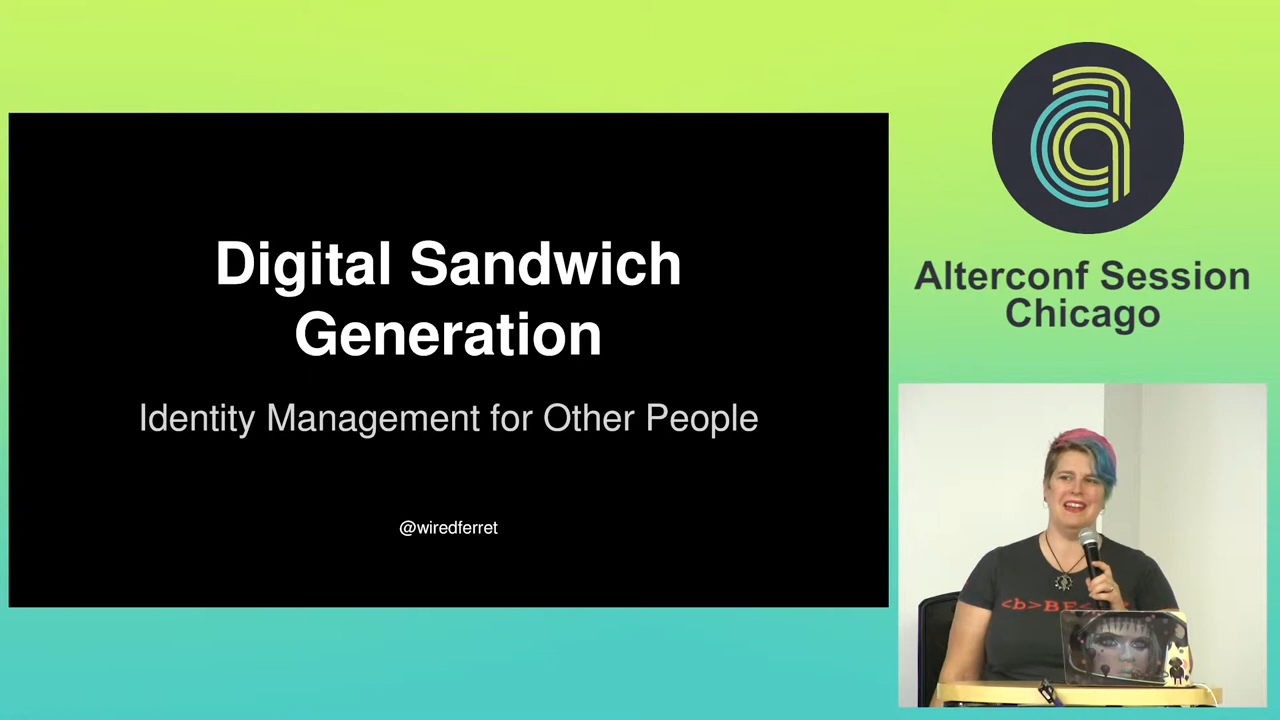 Digital Sandwich
Generation
Identity Management for Other People
@wiredferret
Alterconf Session
Chicago